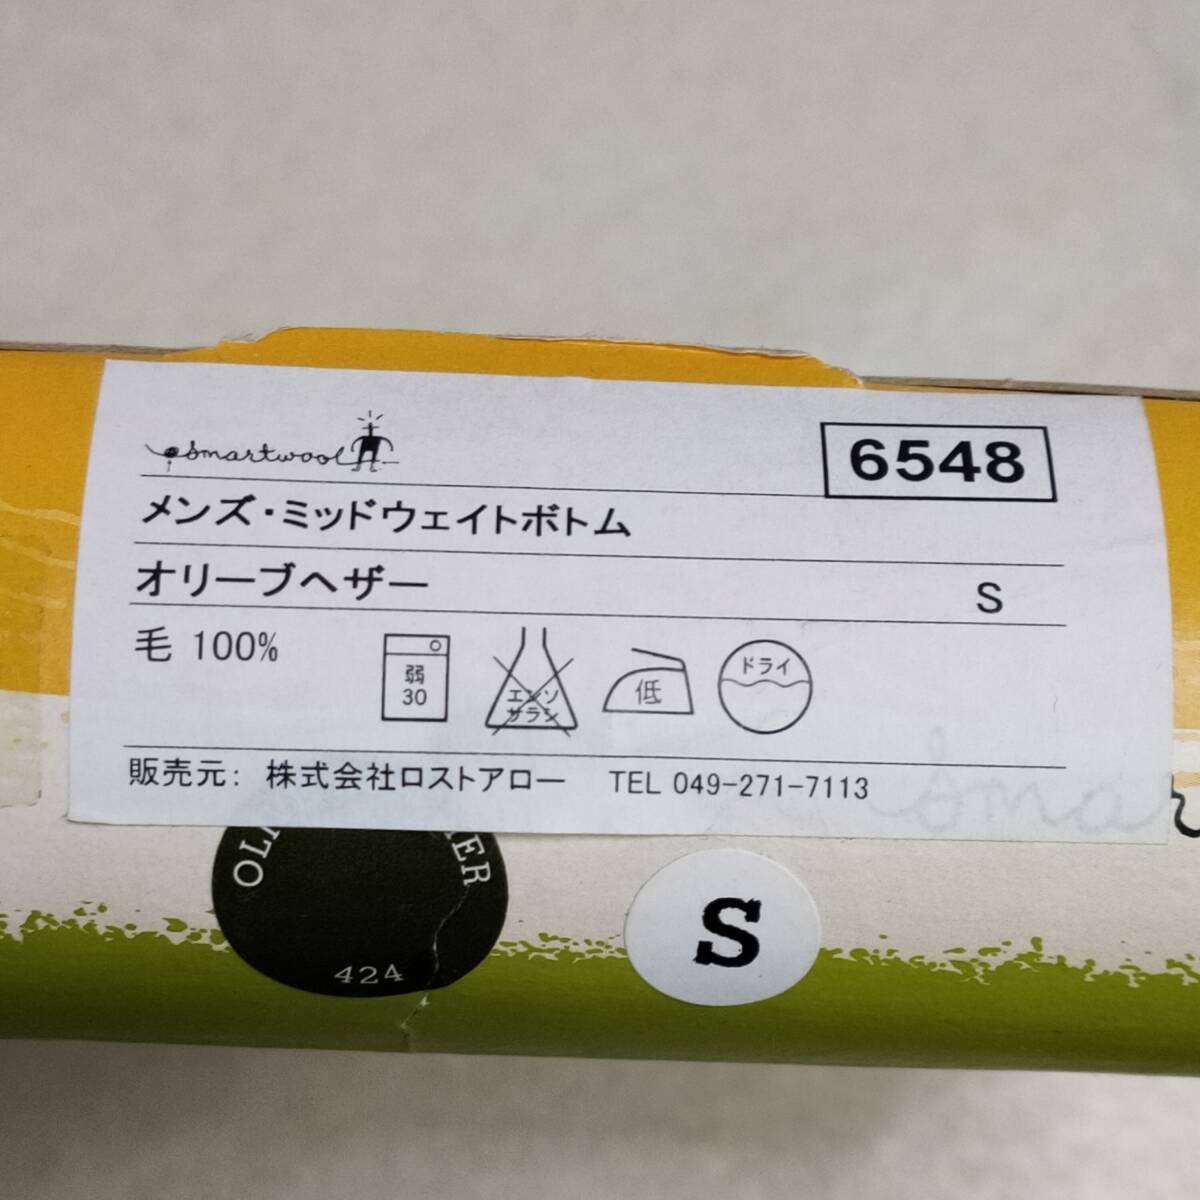 smartwool
6548
メンズ・ミッドウェイトボトム
オリーブヘザー S
毛 100%
弱
30
エンソ
サラシ
低
ドライ
販売元: 株式会社ロストアロー TEL 049-271-7113
424
S